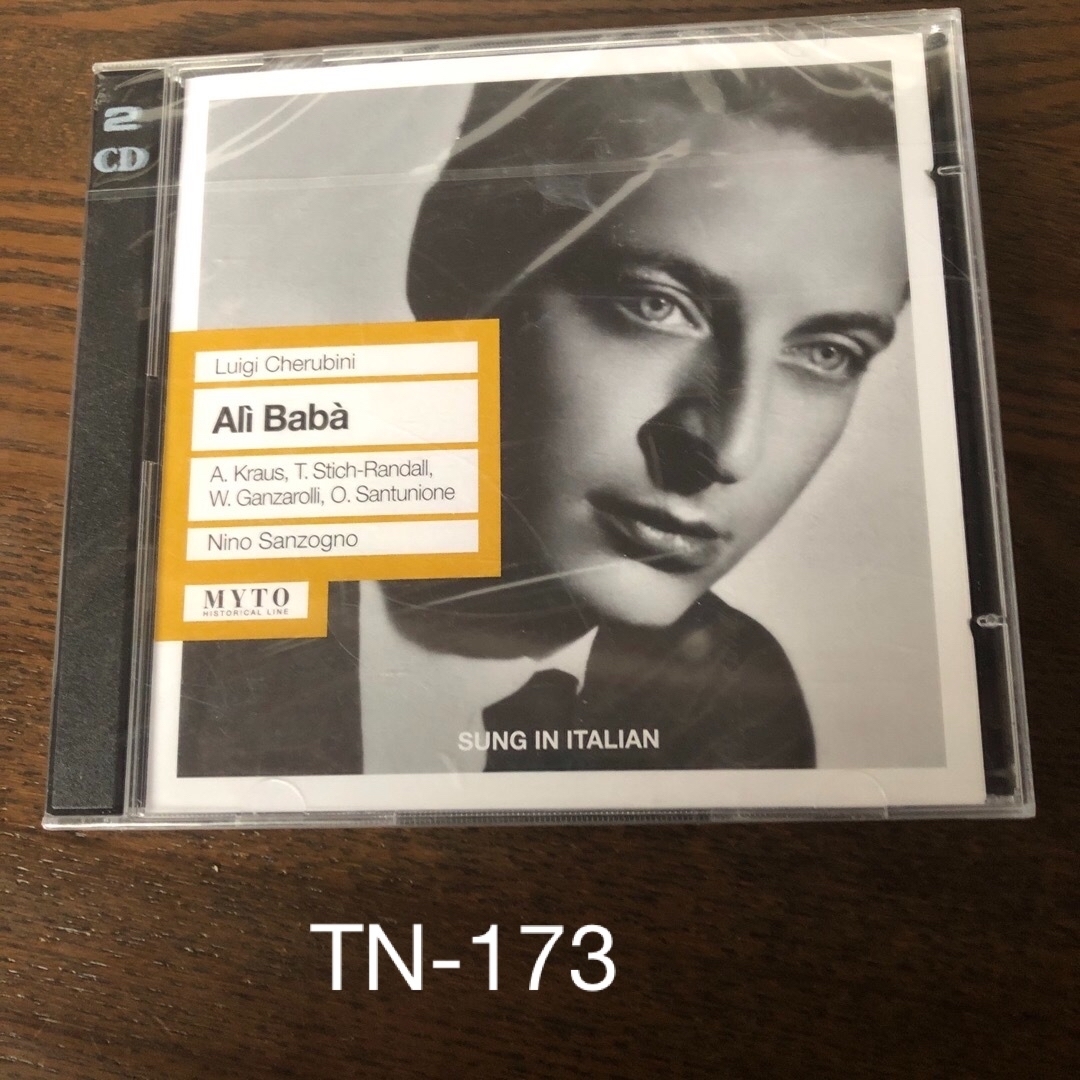 2
CD
Luigi Cherubini
Alì Babà
A. Kraus, T. Stich-Randall,
W. Ganzarolli, O. Santunione
Nino Sanzogno
MYTO
HISTORICAL LINE
SUNG IN ITALIAN
TN-173